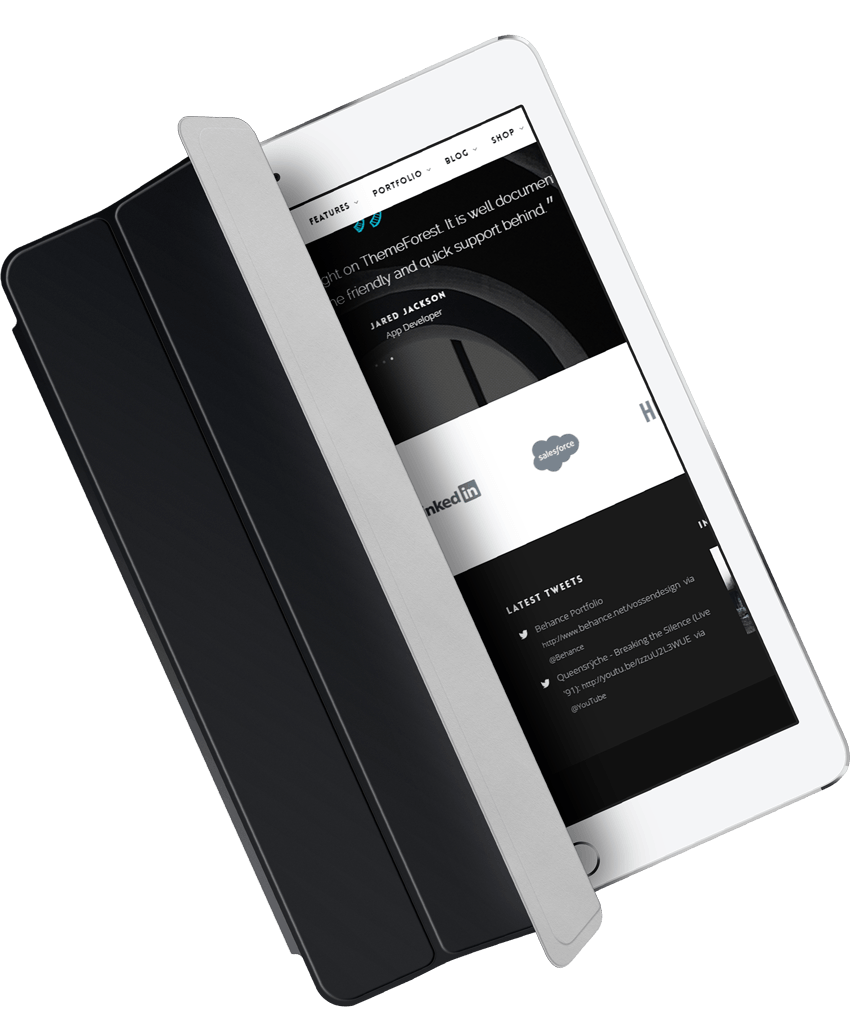 FEATURES PORTFOLIO BLOG SHOP
ght on ThemeForest. It is well documen
ne friendly and quick support behind.”
JARED JACKSON
App Developer
inkedin
salesforce
H
IN
LATEST TWEETS
Behance Portfolio
http://www.behance.net/vossendesign via
@Behance
Queensrÿche - Breaking the Silence (Live
'91): http://youtu.be/IzzuU2L3WUE via
@YouTube